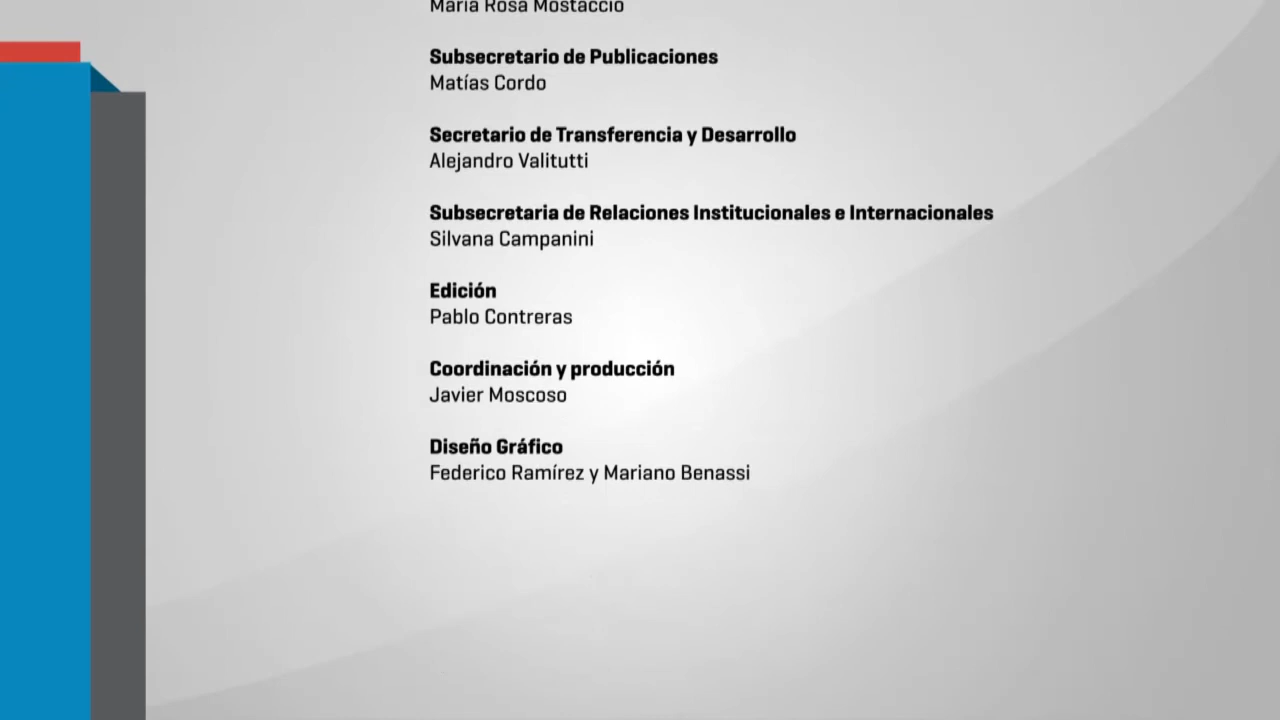 María Rosa Mostaccio
Subsecretario de Publicaciones
Matías Cordo
Secretario de Transferencia y Desarrollo
Alejandro Valitutti
Subsecretaria de Relaciones Institucionales e Internacionales
Silvana Campanini
Edición
Pablo Contreras
Coordinación y producción
Javier Moscoso
Diseño Gráfico
Federico Ramírez y Mariano Benassi